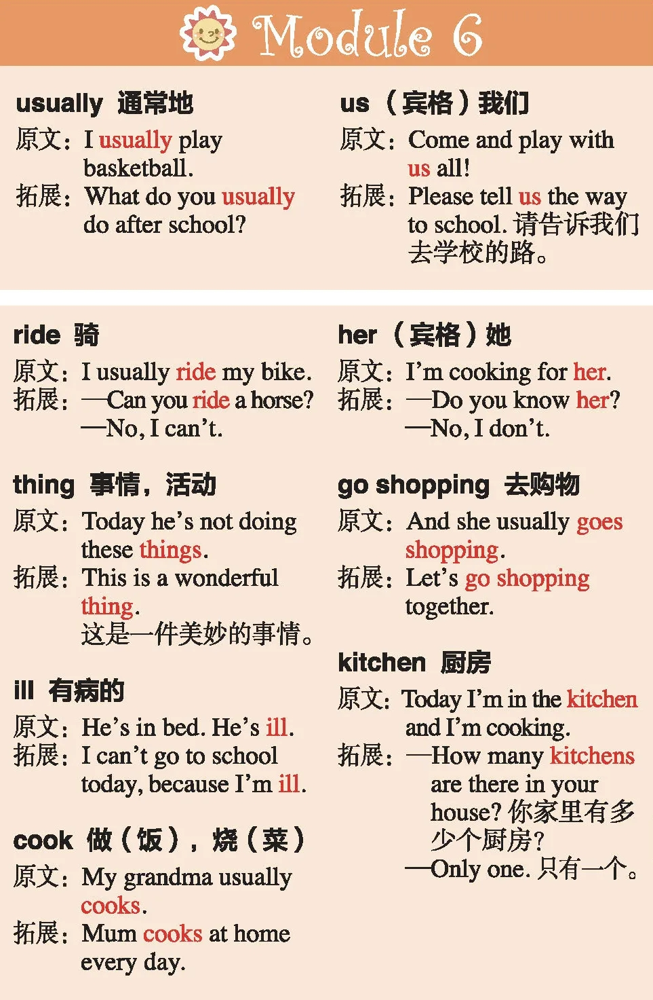 Module 6
usually 通常地
原文：I usually play
basketball.
拓展：What do you usually
do after school?
us（宾格）我们
原文：Come and play with
us all!
拓展：Please tell us the way
to school. 请告诉我们
去学校的路。
ride 骑
原文：I usually ride my bike.
拓展：—Can you ride a horse?
—No, I can’t.
thing 事情，活动
原文：Today he’s not doing
these things.
拓展：This is a wonderful
thing.
这是一件美妙的事情。
ill 有病的
原文：He’s in bed. He’s ill.
拓展：I can’t go to school
today, because I’m ill.
cook 做（饭），烧（菜）
原文：My grandma usually
cooks.
拓展：Mum cooks at home
every day.
her（宾格）她
原文：I’m cooking for her.
拓展：—Do you know her?
—No, I don’t.
go shopping 去购物
原文：And she usually goes
shopping.
拓展：Let’s go shopping
together.
kitchen 厨房
原文：Today I’m in the kitchen
and I’m cooking.
拓展：—How many kitchens
are there in your
house? 你家里有多
少个厨房？
—Only one. 只有一个。